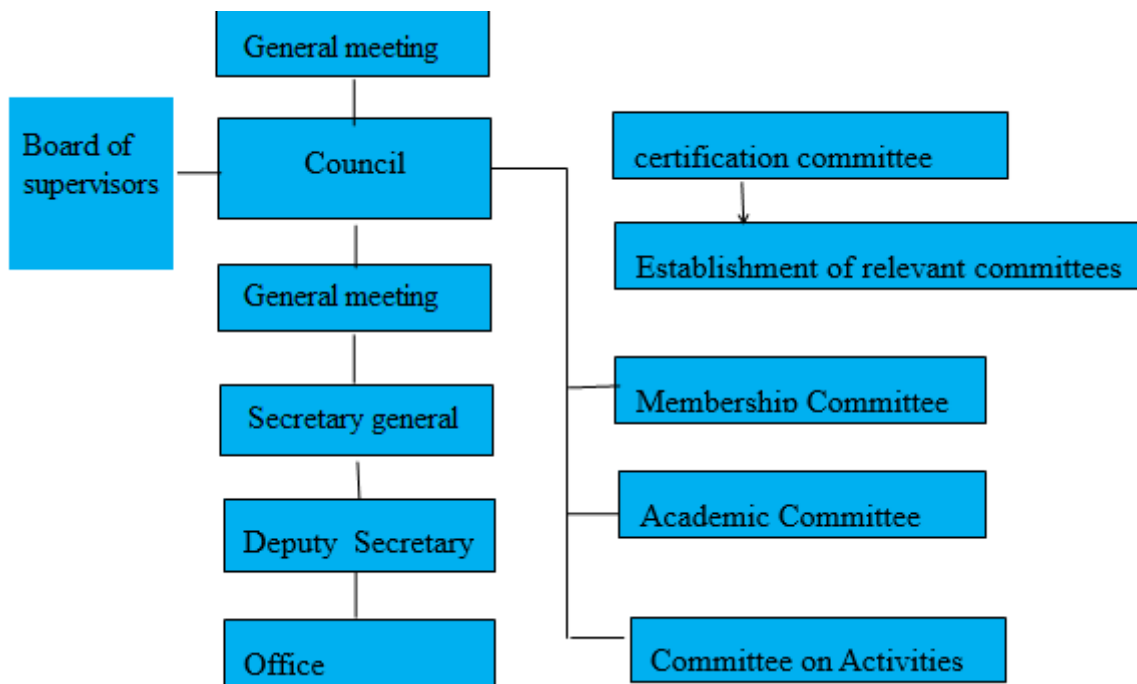 General meeting
Board of
supervisors
Council
certification committee
Establishment of relevant committees
General meeting
Membership Committee
Secretary general
Academic Committee
Deputy Secretary
Committee on Activities
Office